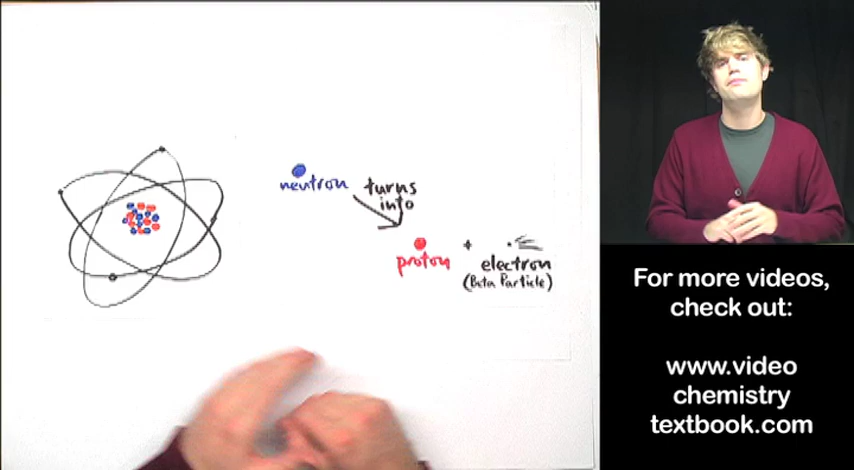 neutron
turns
into
proton
+
electron
(Beta Particle)
For more videos,
check out:
www.video
chemistry
textbook.com